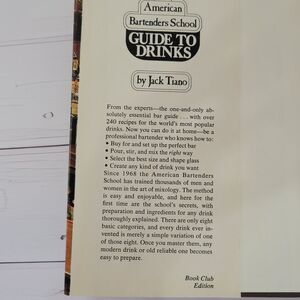 American
Bartenders School
GUIDE TO
DRINKS
by Jack Tiano
From the experts—the one-and-only ab-
solutely essential bar guide . . . with over
240 recipes for the world's most popular
drinks. Now you can do it at home—be a
professional bartender who knows how to:
• Buy for and set up the perfect bar
• Pour, stir, and mix the right way
• Select the best size and shape glass
• Create any kind of drink you want
Since 1968 the American Bartenders
School has trained thousands of men and
women in the art of mixology. The method
is easy and enjoyable, and here for the
first time are the school's secrets, with
preparation and ingredients for any drink
thoroughly explained. There are only eight
basic categories, and every drink ever in-
vented is merely a simple variation of one
of those eight. Once you master them, any
modern drink or old reliable one becomes
easy to prepare.
Book Club
Edition